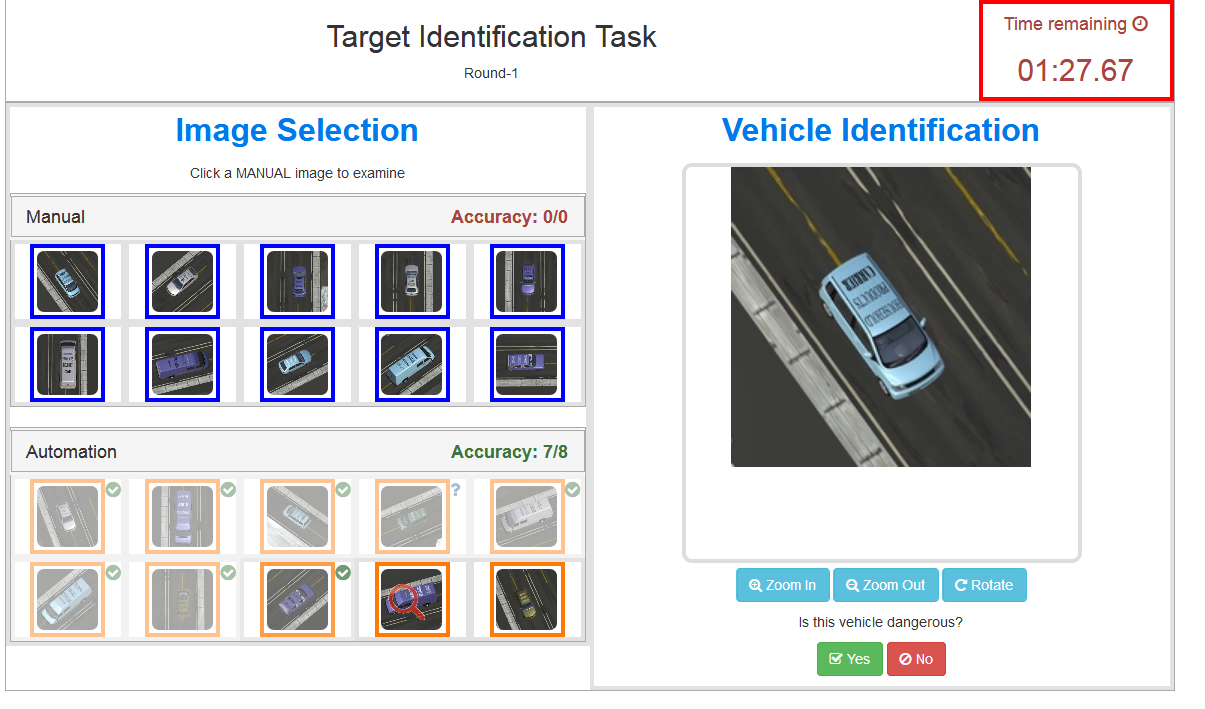 Target Identification Task
Round-1
Time remaining
01:27.67
Image Selection
Click a MANUAL image to examine
Manual
Accuracy: 0/0
Automation
Accuracy: 7/8
?
Vehicle Identification
PRODUCTS
HOUSEHOLD
Zoom In
Zoom Out
Rotate
Is this vehicle dangerous?
Yes
No